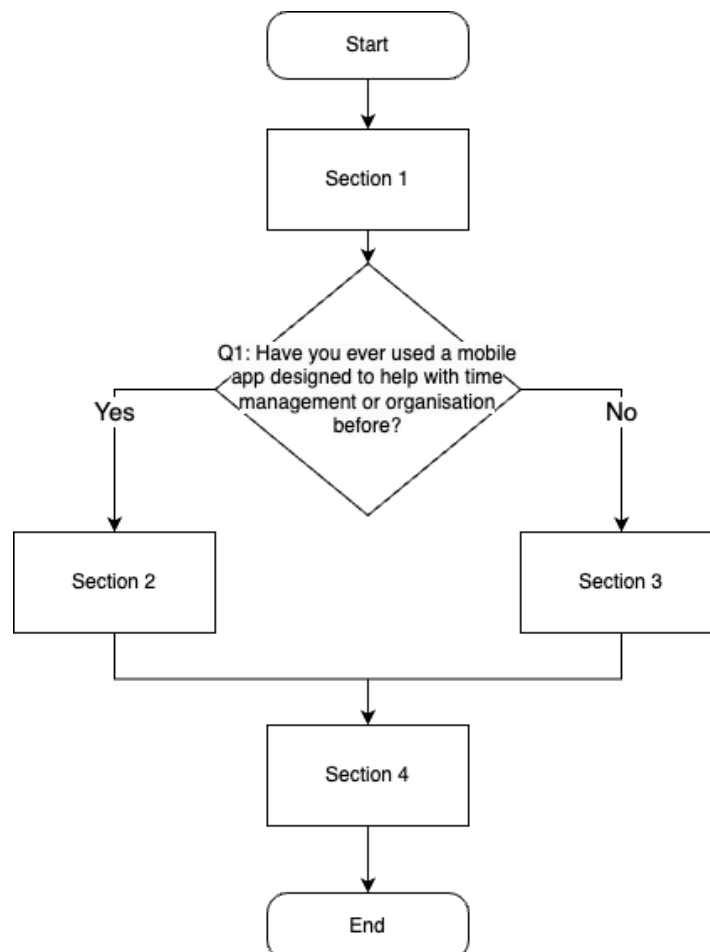 Start
Section 1
Q1: Have you ever used a mobile
app designed to help with time
management or organisation
before?
Yes
No
Section 2
Section 3
Section 4
End